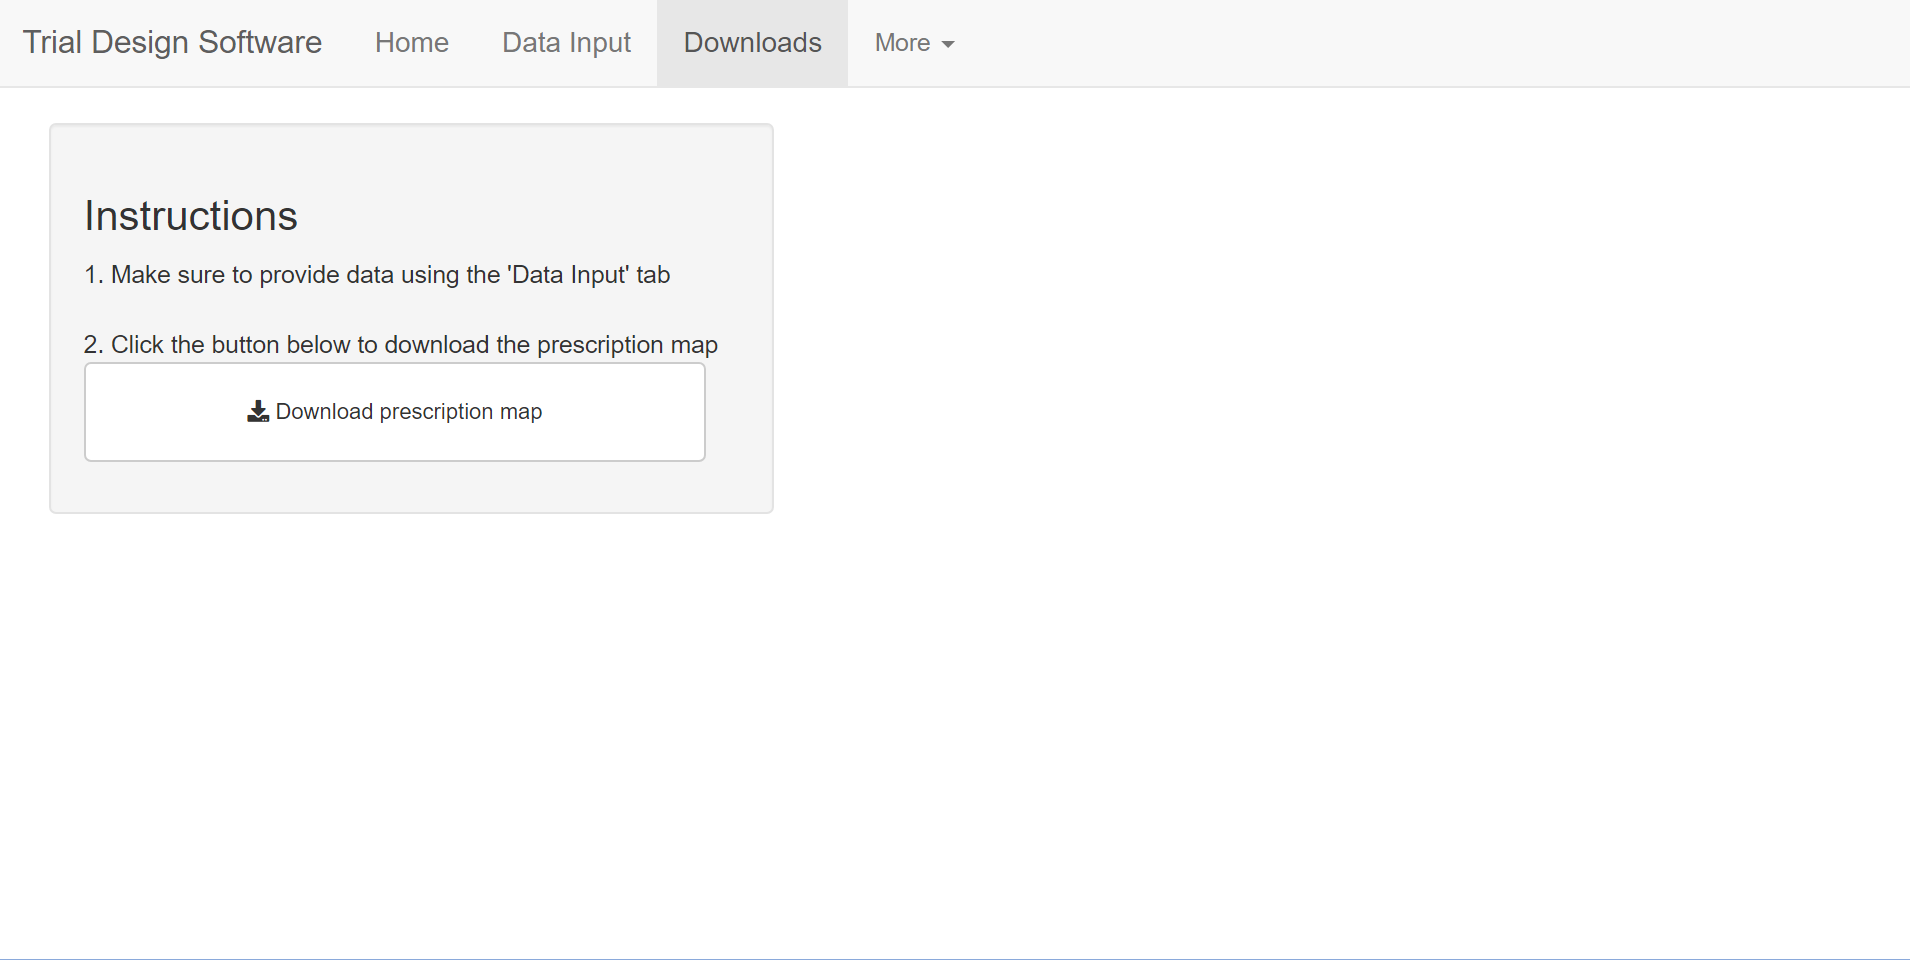 Trial Design Software Home Data Input Downloads More
Instructions
1. Make sure to provide data using the 'Data Input' tab
2. Click the button below to download the prescription map
Download prescription map